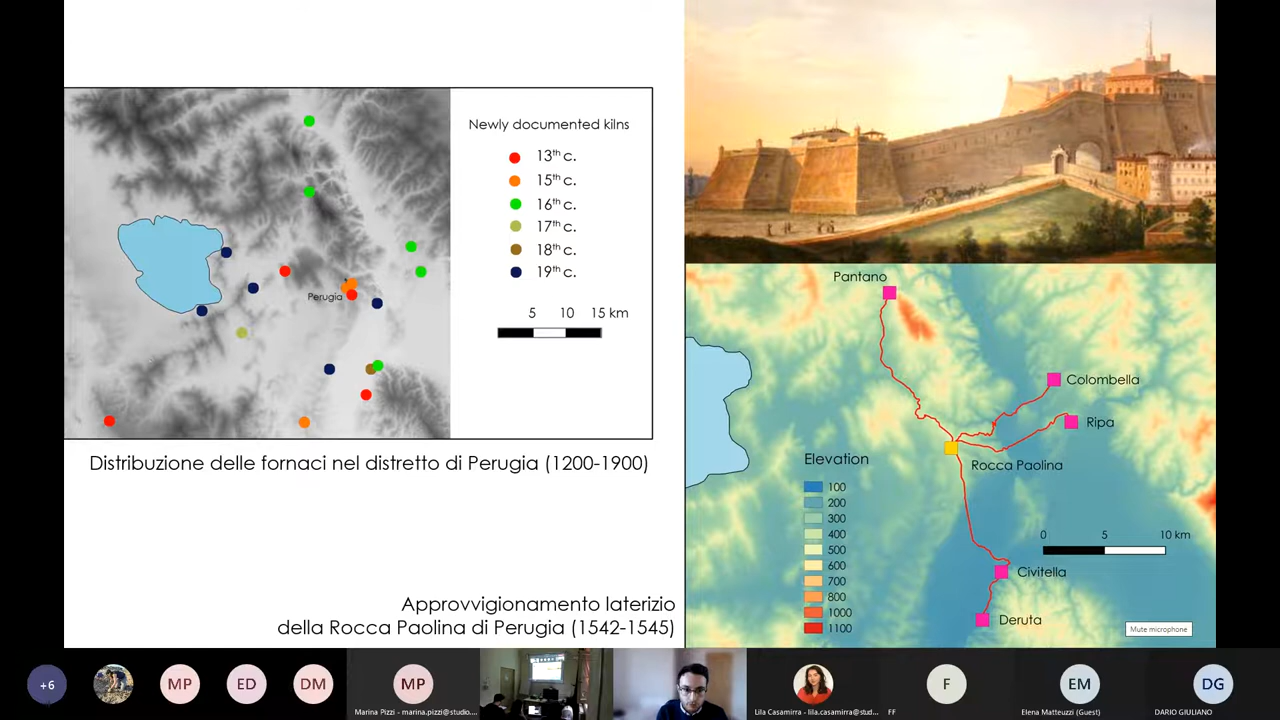 Newly documented kilns
13th c.
15th c.
16th c.
17th c.
18th c.
19th c.
Perugia
5 10 15 km
Distribuzione delle fornaci nel distretto di Perugia (1200-1900)
Approvvigionamento laterizio
della Rocca Paolina di Perugia (1542-1545)
Pantano
Colombella
Ripa
Rocca Paolina
Elevation
100
200
300
400
500
600
700
800
1000
1100
0 5 10 km
Civitella
Deruta
Mute microphone
+6
MP
ED
DM
MP
Marina Pizzi - marina.pizzi@studio....
Lila Casamirra - lila.casamirra@stud...
F
FF
EM
Elena Matteuzzi (Guest)
DG
DARIO GIULIANO